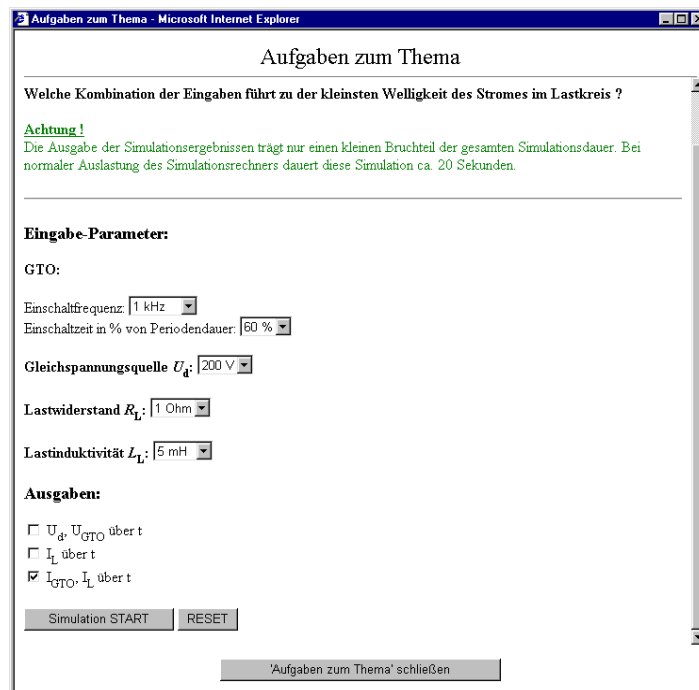 Aufgaben zum Thema - Microsoft Internet Explorer
Aufgaben zum Thema
Welche Kombination der Eingaben führt zu der kleinsten Welligkeit des Stromes im Lastkreis ?
Achtung !
Die Ausgabe der Simulationsergebnissen trägt nur einen kleinen Bruchteil der gesamten Simulationsdauer. Bei
normaler Auslastung des Simulationsrechners dauert diese Simulation ca. 20 Sekunden.
Eingabe-Parameter:
GTO:
Einschaltfrequenz: 1 kHz
Einschaltzeit in % von Periodendauer: 60 %
Gleichspannungsquelle Ud: 200 V
Lastwiderstand RL: 1 Ohm
Lastinduktivität LL: 5 mH
Ausgaben:
Ud, UGTO über t
IL über t
IGTO, IL über t
Simulation START RESET
'Aufgaben zum Thema' schließen